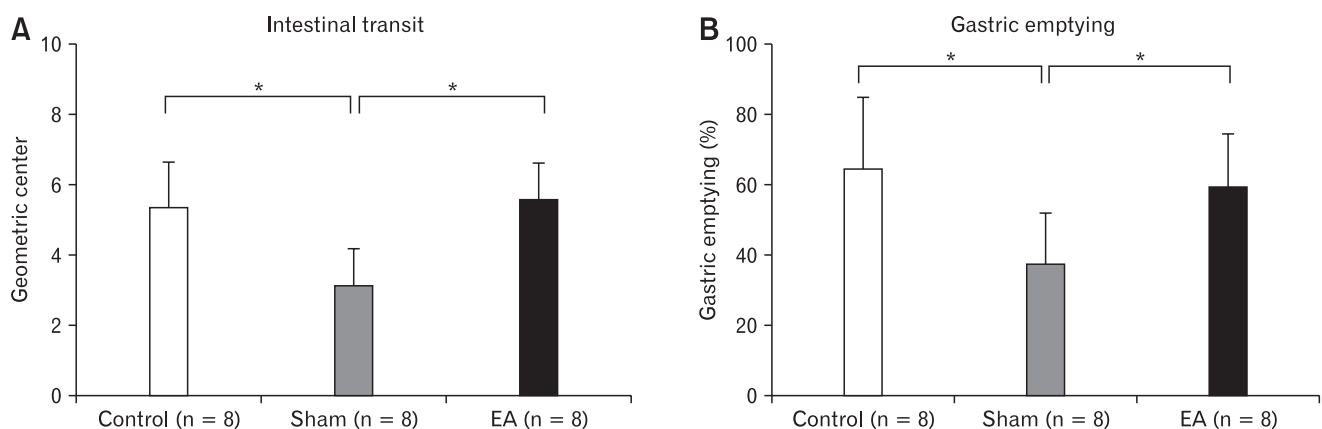 A
Intestinal transit
Geometric center
10
8
6
4
2
0
*
*
Control (n = 8)
Sham (n = 8)
EA (n = 8)
B
Gastric emptying
Gastric emptying (%)
100
80
60
40
20
0
*
*
Control (n = 8)
Sham (n = 8)
EA (n = 8)